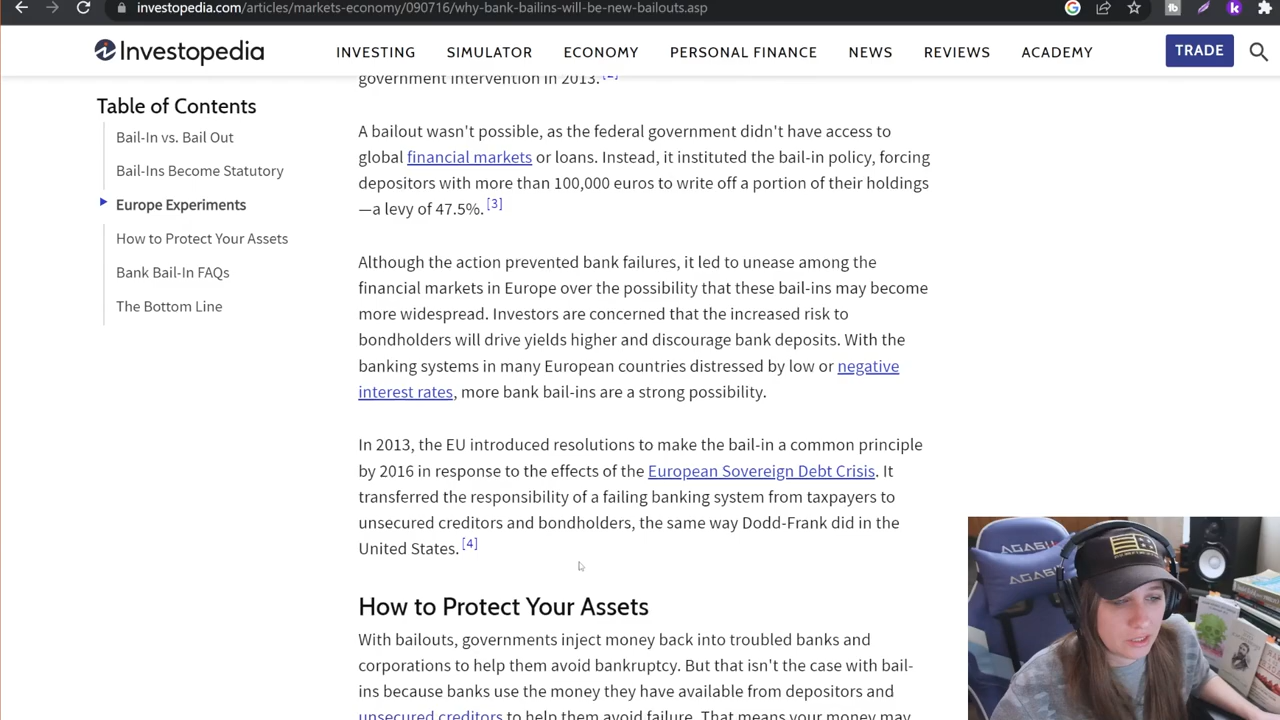 investopedia.com/articles/markets-economy/090716/why-bank-bailins-will-be-new-bailouts.asp
Investopedia
INVESTING SIMULATOR ECONOMY PERSONAL FINANCE NEWS REVIEWS ACADEMY
TRADE
Table of Contents
Bail-In vs. Bail Out
Bail-Ins Become Statutory
Europe Experiments
How to Protect Your Assets
Bank Bail-In FAQs
The Bottom Line
government intervention in 2013. [2]
A bailout wasn't possible, as the federal government didn't have access to
global financial markets or loans. Instead, it instituted the bail-in policy, forcing
depositors with more than 100,000 euros to write off a portion of their holdings
—a levy of 47.5%. [3]
Although the action prevented bank failures, it led to unease among the
financial markets in Europe over the possibility that these bail-ins may become
more widespread. Investors are concerned that the increased risk to
bondholders will drive yields higher and discourage bank deposits. With the
banking systems in many European countries distressed by low or negative
interest rates, more bank bail-ins are a strong possibility.
In 2013, the EU introduced resolutions to make the bail-in a common principle
by 2016 in response to the effects of the European Sovereign Debt Crisis. It
transferred the responsibility of a failing banking system from taxpayers to
unsecured creditors and bondholders, the same way Dodd-Frank did in the
United States. [4]
How to Protect Your Assets
With bailouts, governments inject money back into troubled banks and
corporations to help them avoid bankruptcy. But that isn't the case with bail-
ins because banks use the money they have available from depositors and
unsecured creditors to help them avoid failure. That means your money may